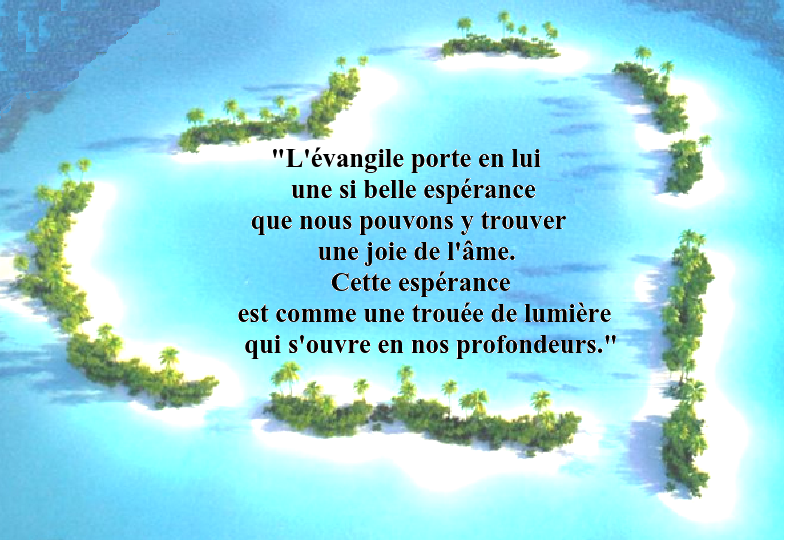 "L'évangile porte en lui
une si belle espérance
que nous pouvons y trouver
une joie de l'âme.
Cette espérance
est comme une trouée de lumière
qui s'ouvre en nos profondeurs."